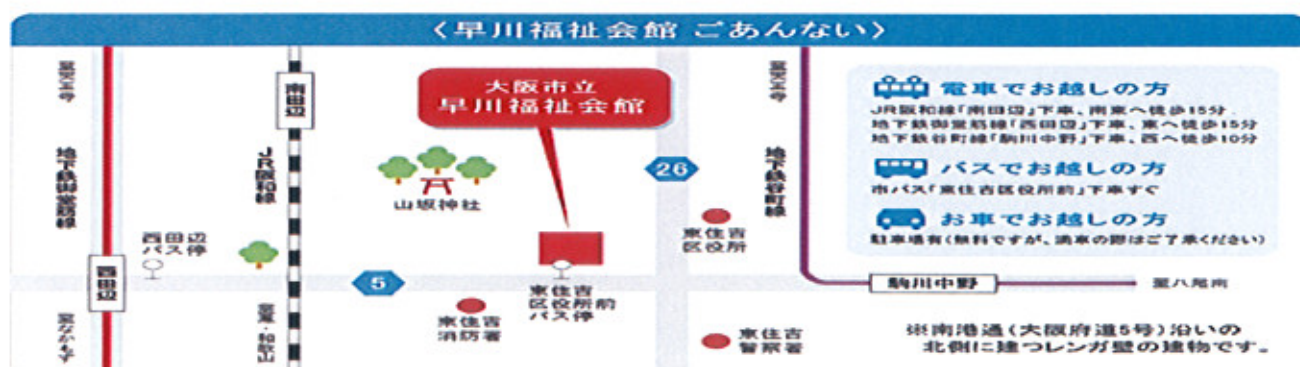 〈早川福祉会館 ごあんない〉
至天王寺
地下鉄御堂筋線
西田辺
至なかもず
西田辺
バス停
南田辺
JR阪和線
至鳳・和歌山
大阪市立
早川福祉会館
山坂神社
5
東住吉
消防署
東住吉
区役所前
バス停
26
東住吉
区役所
東住吉
警察署
至天王寺
地下鉄谷町線
駒川中野
至八尾南
電車でお越しの方
JR阪和線「南田辺」下車、南東へ徒歩15分
地下鉄御堂筋線「西田辺」下車、東へ徒歩15分
地下鉄谷町線「駒川中野」下車、西へ徒歩10分
バスでお越しの方
市バス「東住吉区役所前」下車すぐ
お車でお越しの方
駐車場有(無料ですが、満車の際はご了承ください)
※南港通(大阪府道5号)沿いの
北側に建つレンガ壁の建物です。